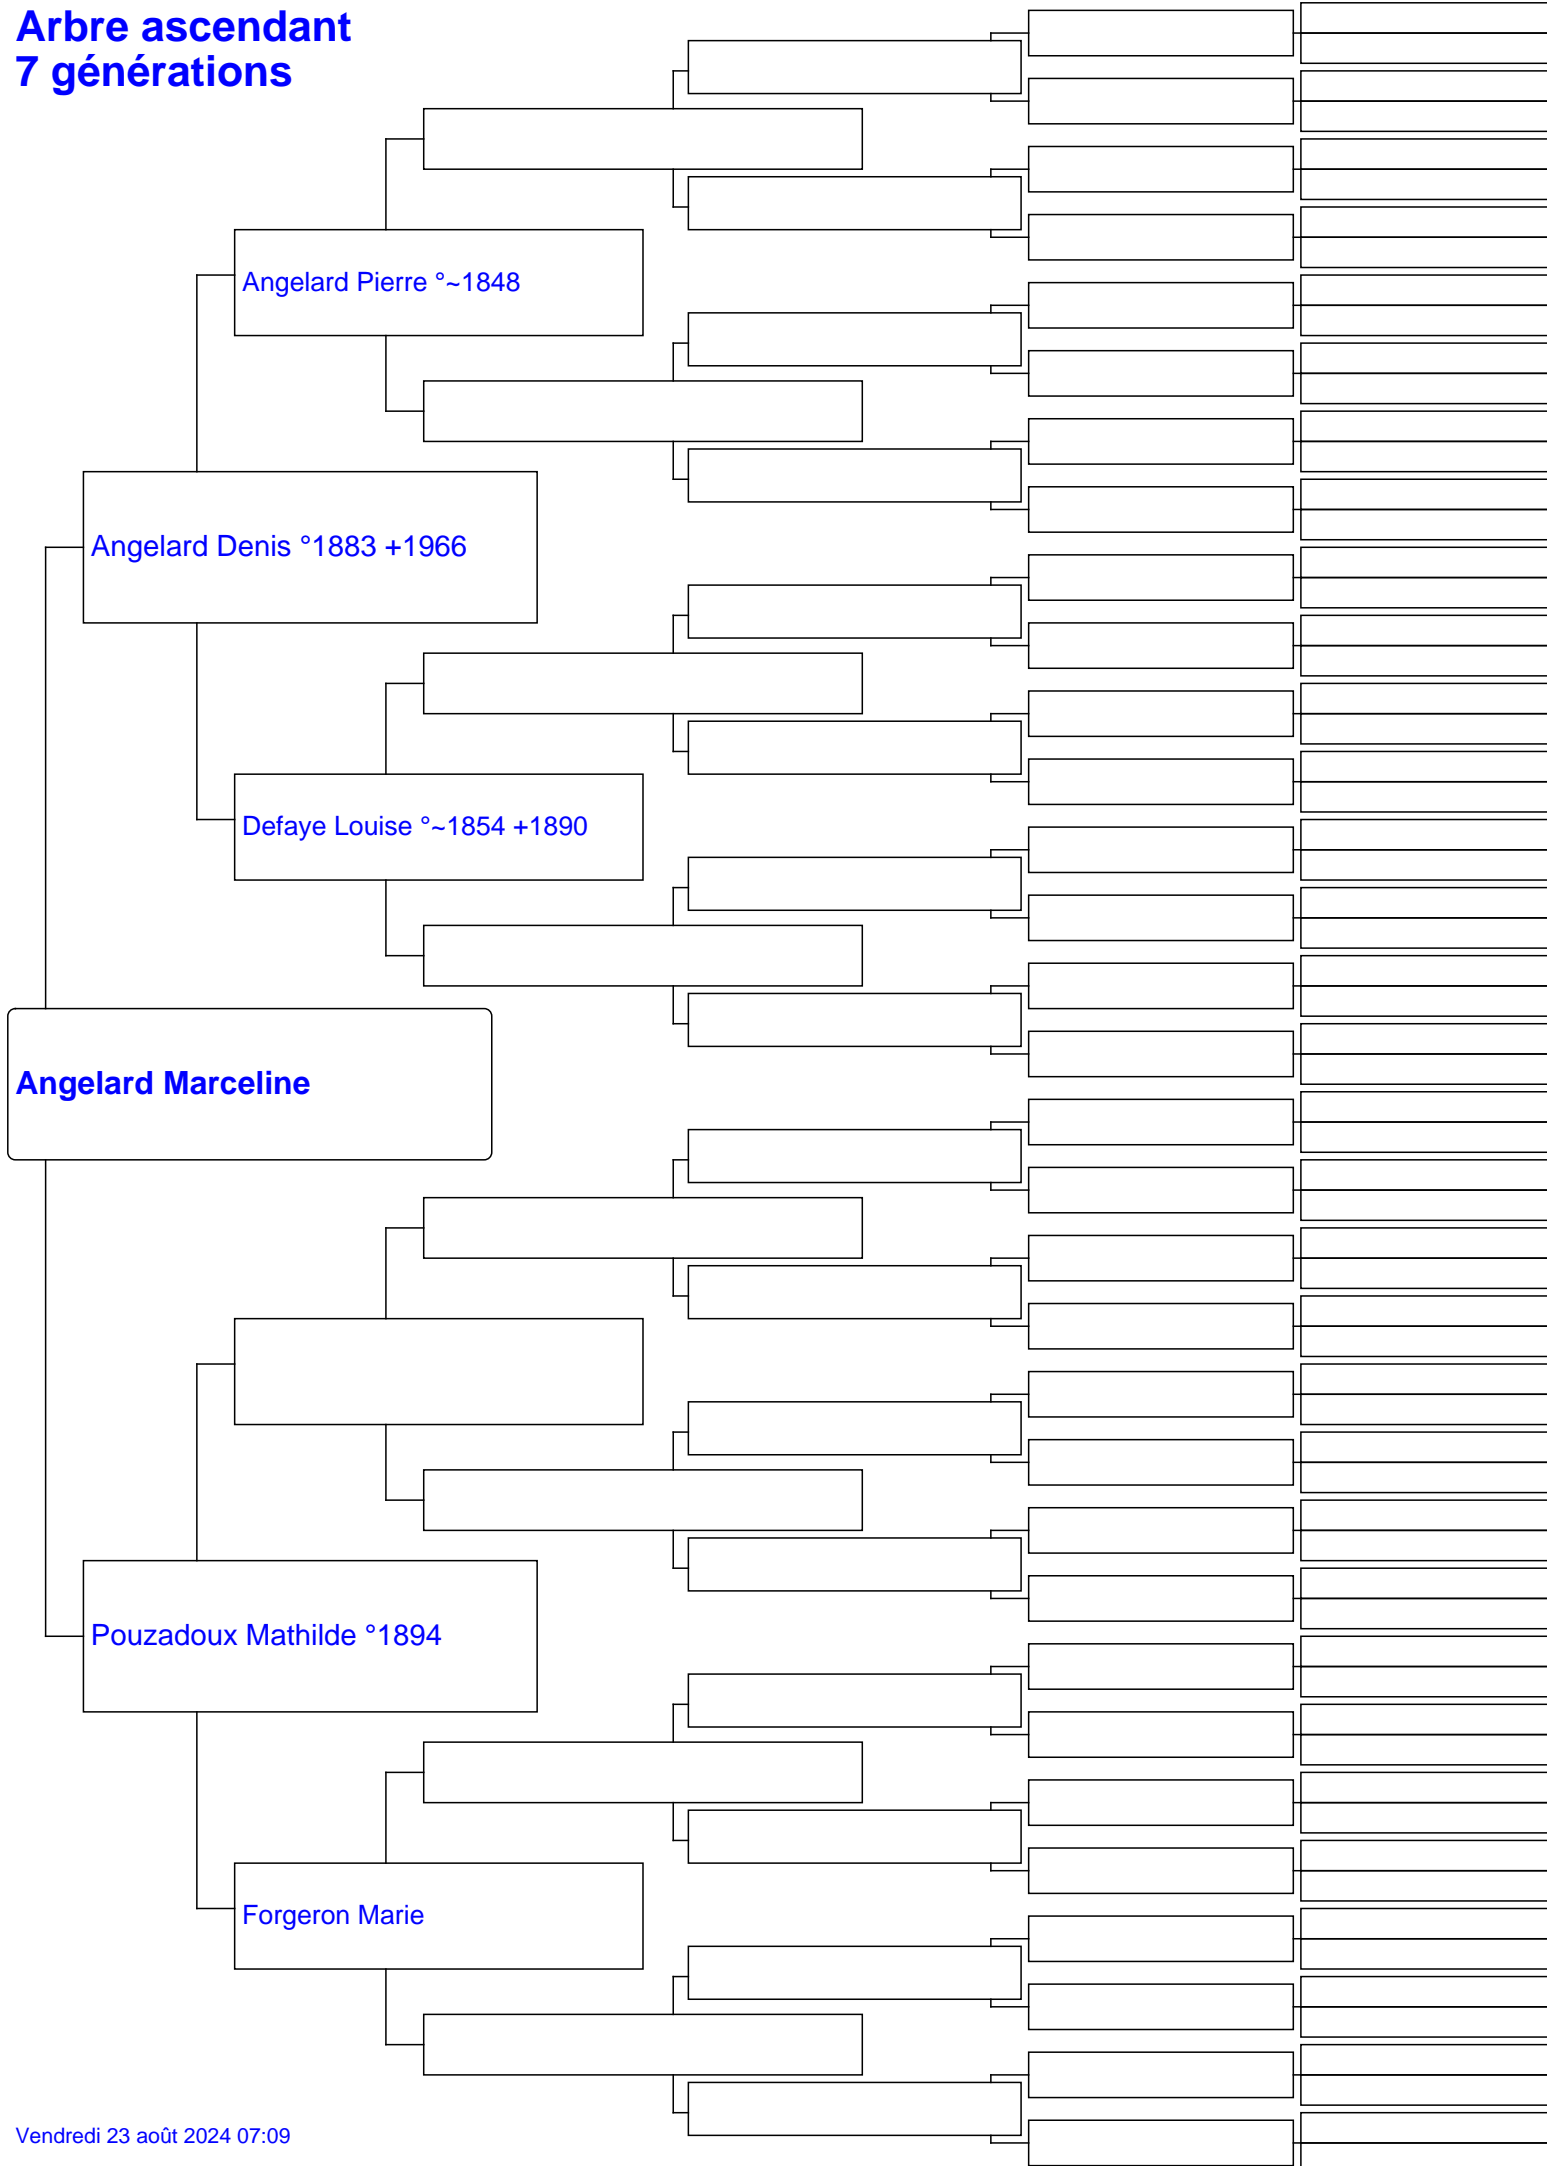 Arbre ascendant
7 générations
Angelard Pierre °~1848
Angelard Denis °1883 +1966
Defaye Louise °~1854 +1890
Angelard Marceline
Pouzadoux Mathilde °1894
Forgeron Marie
Vendredi 23 août 2024 07:09